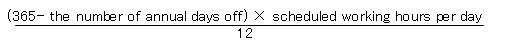 (365- the number of annual days off) × scheduled working hours per day
12